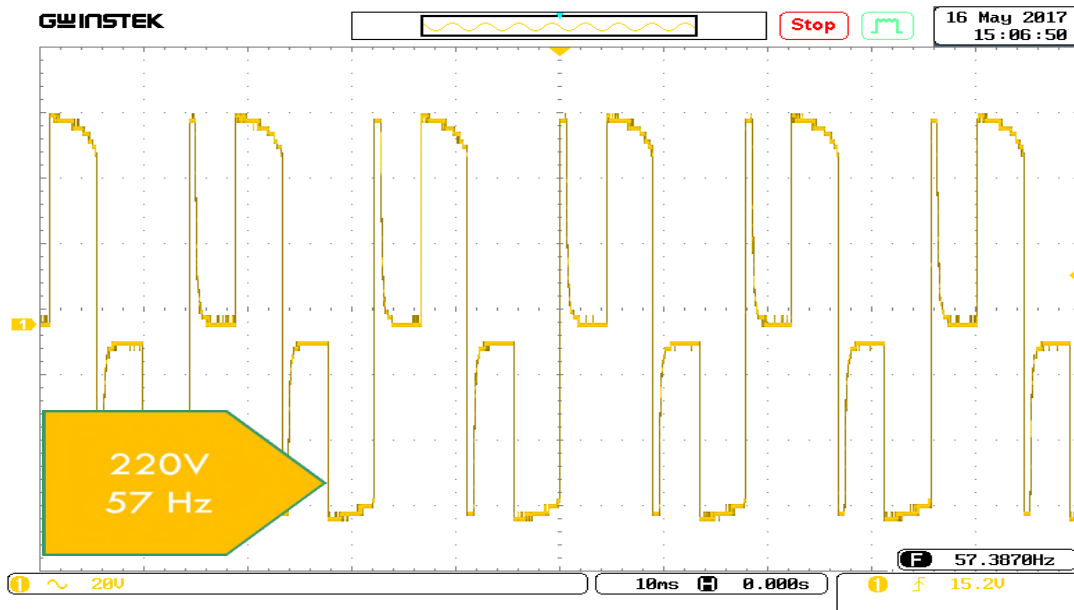 GWINSTEK
Stop
16 May 2017
15:06:50
1
220V
57 Hz
F 57.3870Hz
1 20V
10ms H 0.000s
1 15.2V